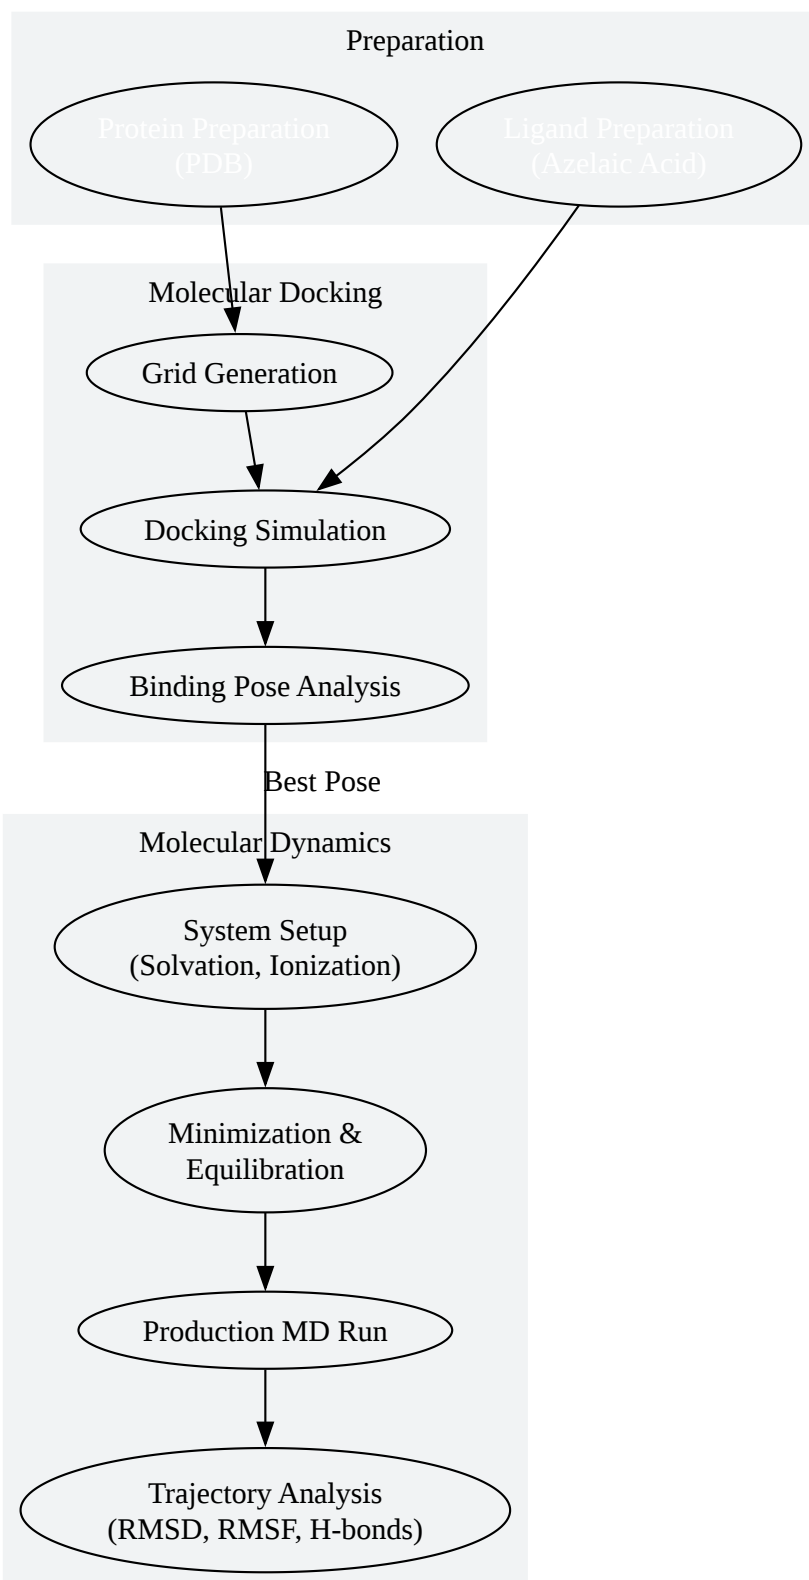 Preparation
Protein Preparation
(PDB)
Ligand Preparation
(Azelaic Acid)
Molecular Docking
Grid Generation
Docking Simulation
Binding Pose Analysis
Best Pose
Molecular Dynamics
System Setup
(Solvation, Ionization)
Minimization &
Equilibration
Production MD Run
Trajectory Analysis
(RMSD, RMSF, H-bonds)